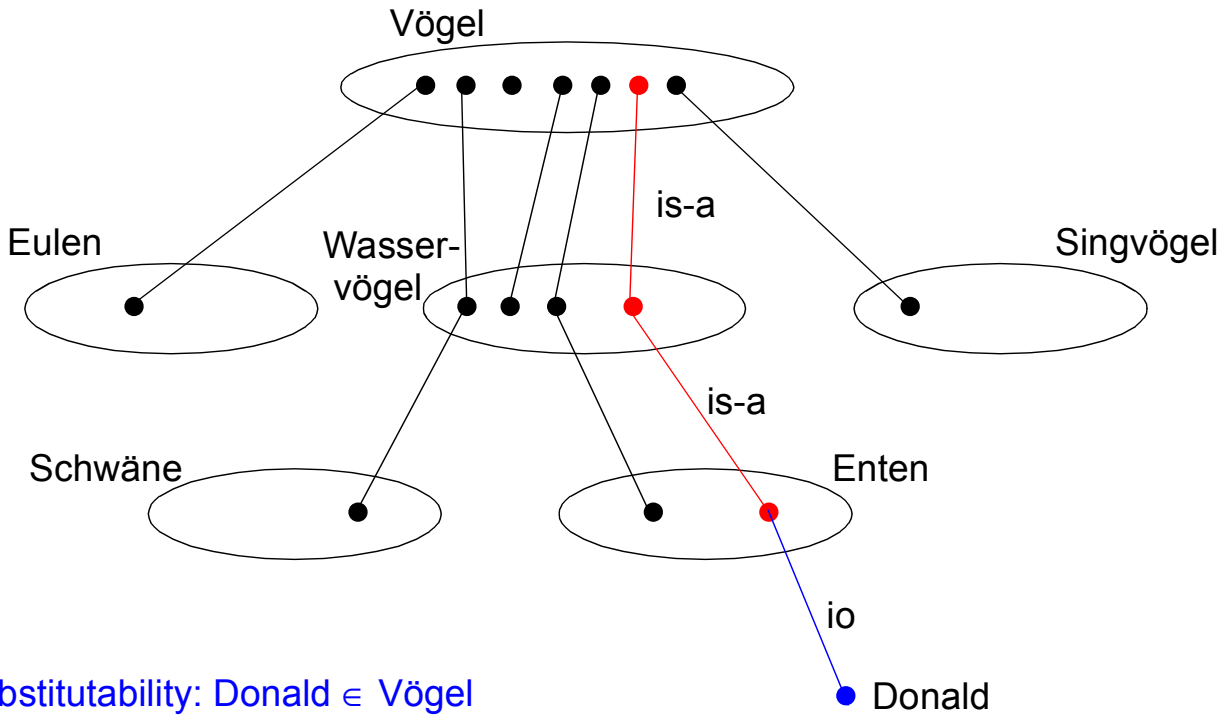 Vögel
is-a
Eulen
Wasser-
vögel
Singvögel
is-a
Schwäne
Enten
io
bstitutability: Donald ∈ Vögel
Donald